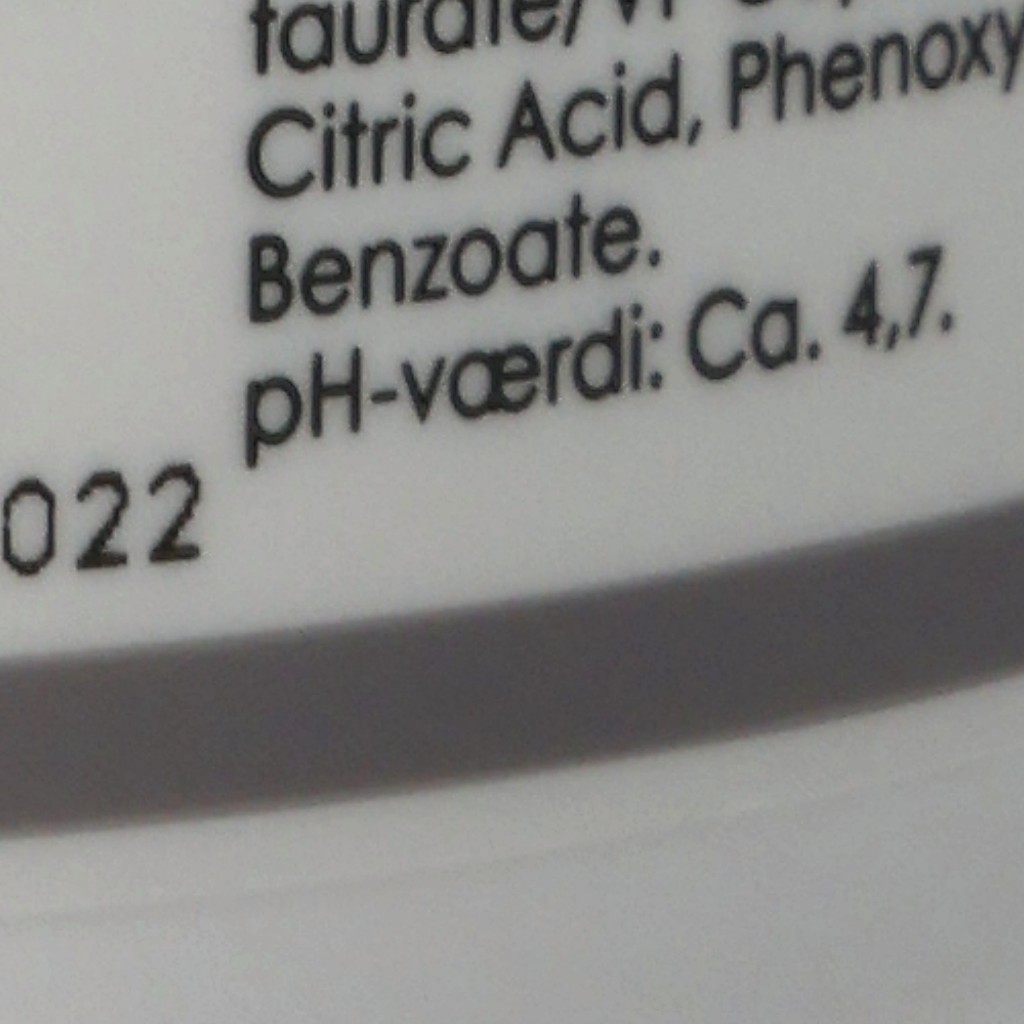 Citric Acid, Phenoxy
Benzoate.
pH-værdi: Ca. 4,7.
022